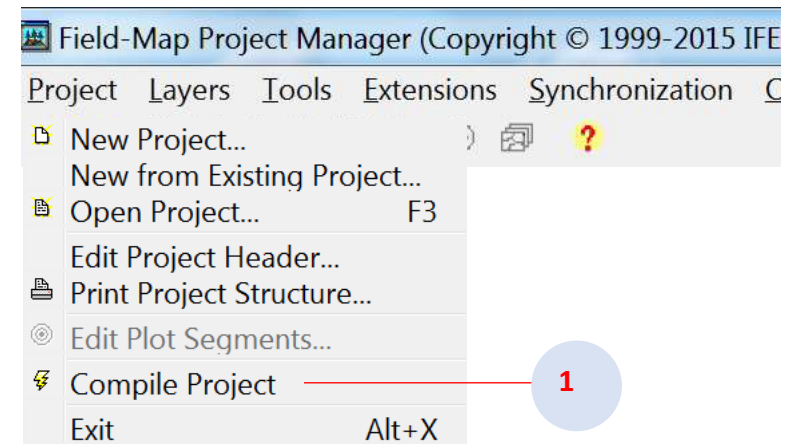 Field-Map Project Manager (Copyright © 1999-2015 IFE
Project Layers Tools Extensions Synchronization
New Project... ?
New from Existing Project...
Open Project... F3
Edit Project Header...
Print Project Structure...
Edit Plot Segments...
Compile Project 1
Exit Alt+X